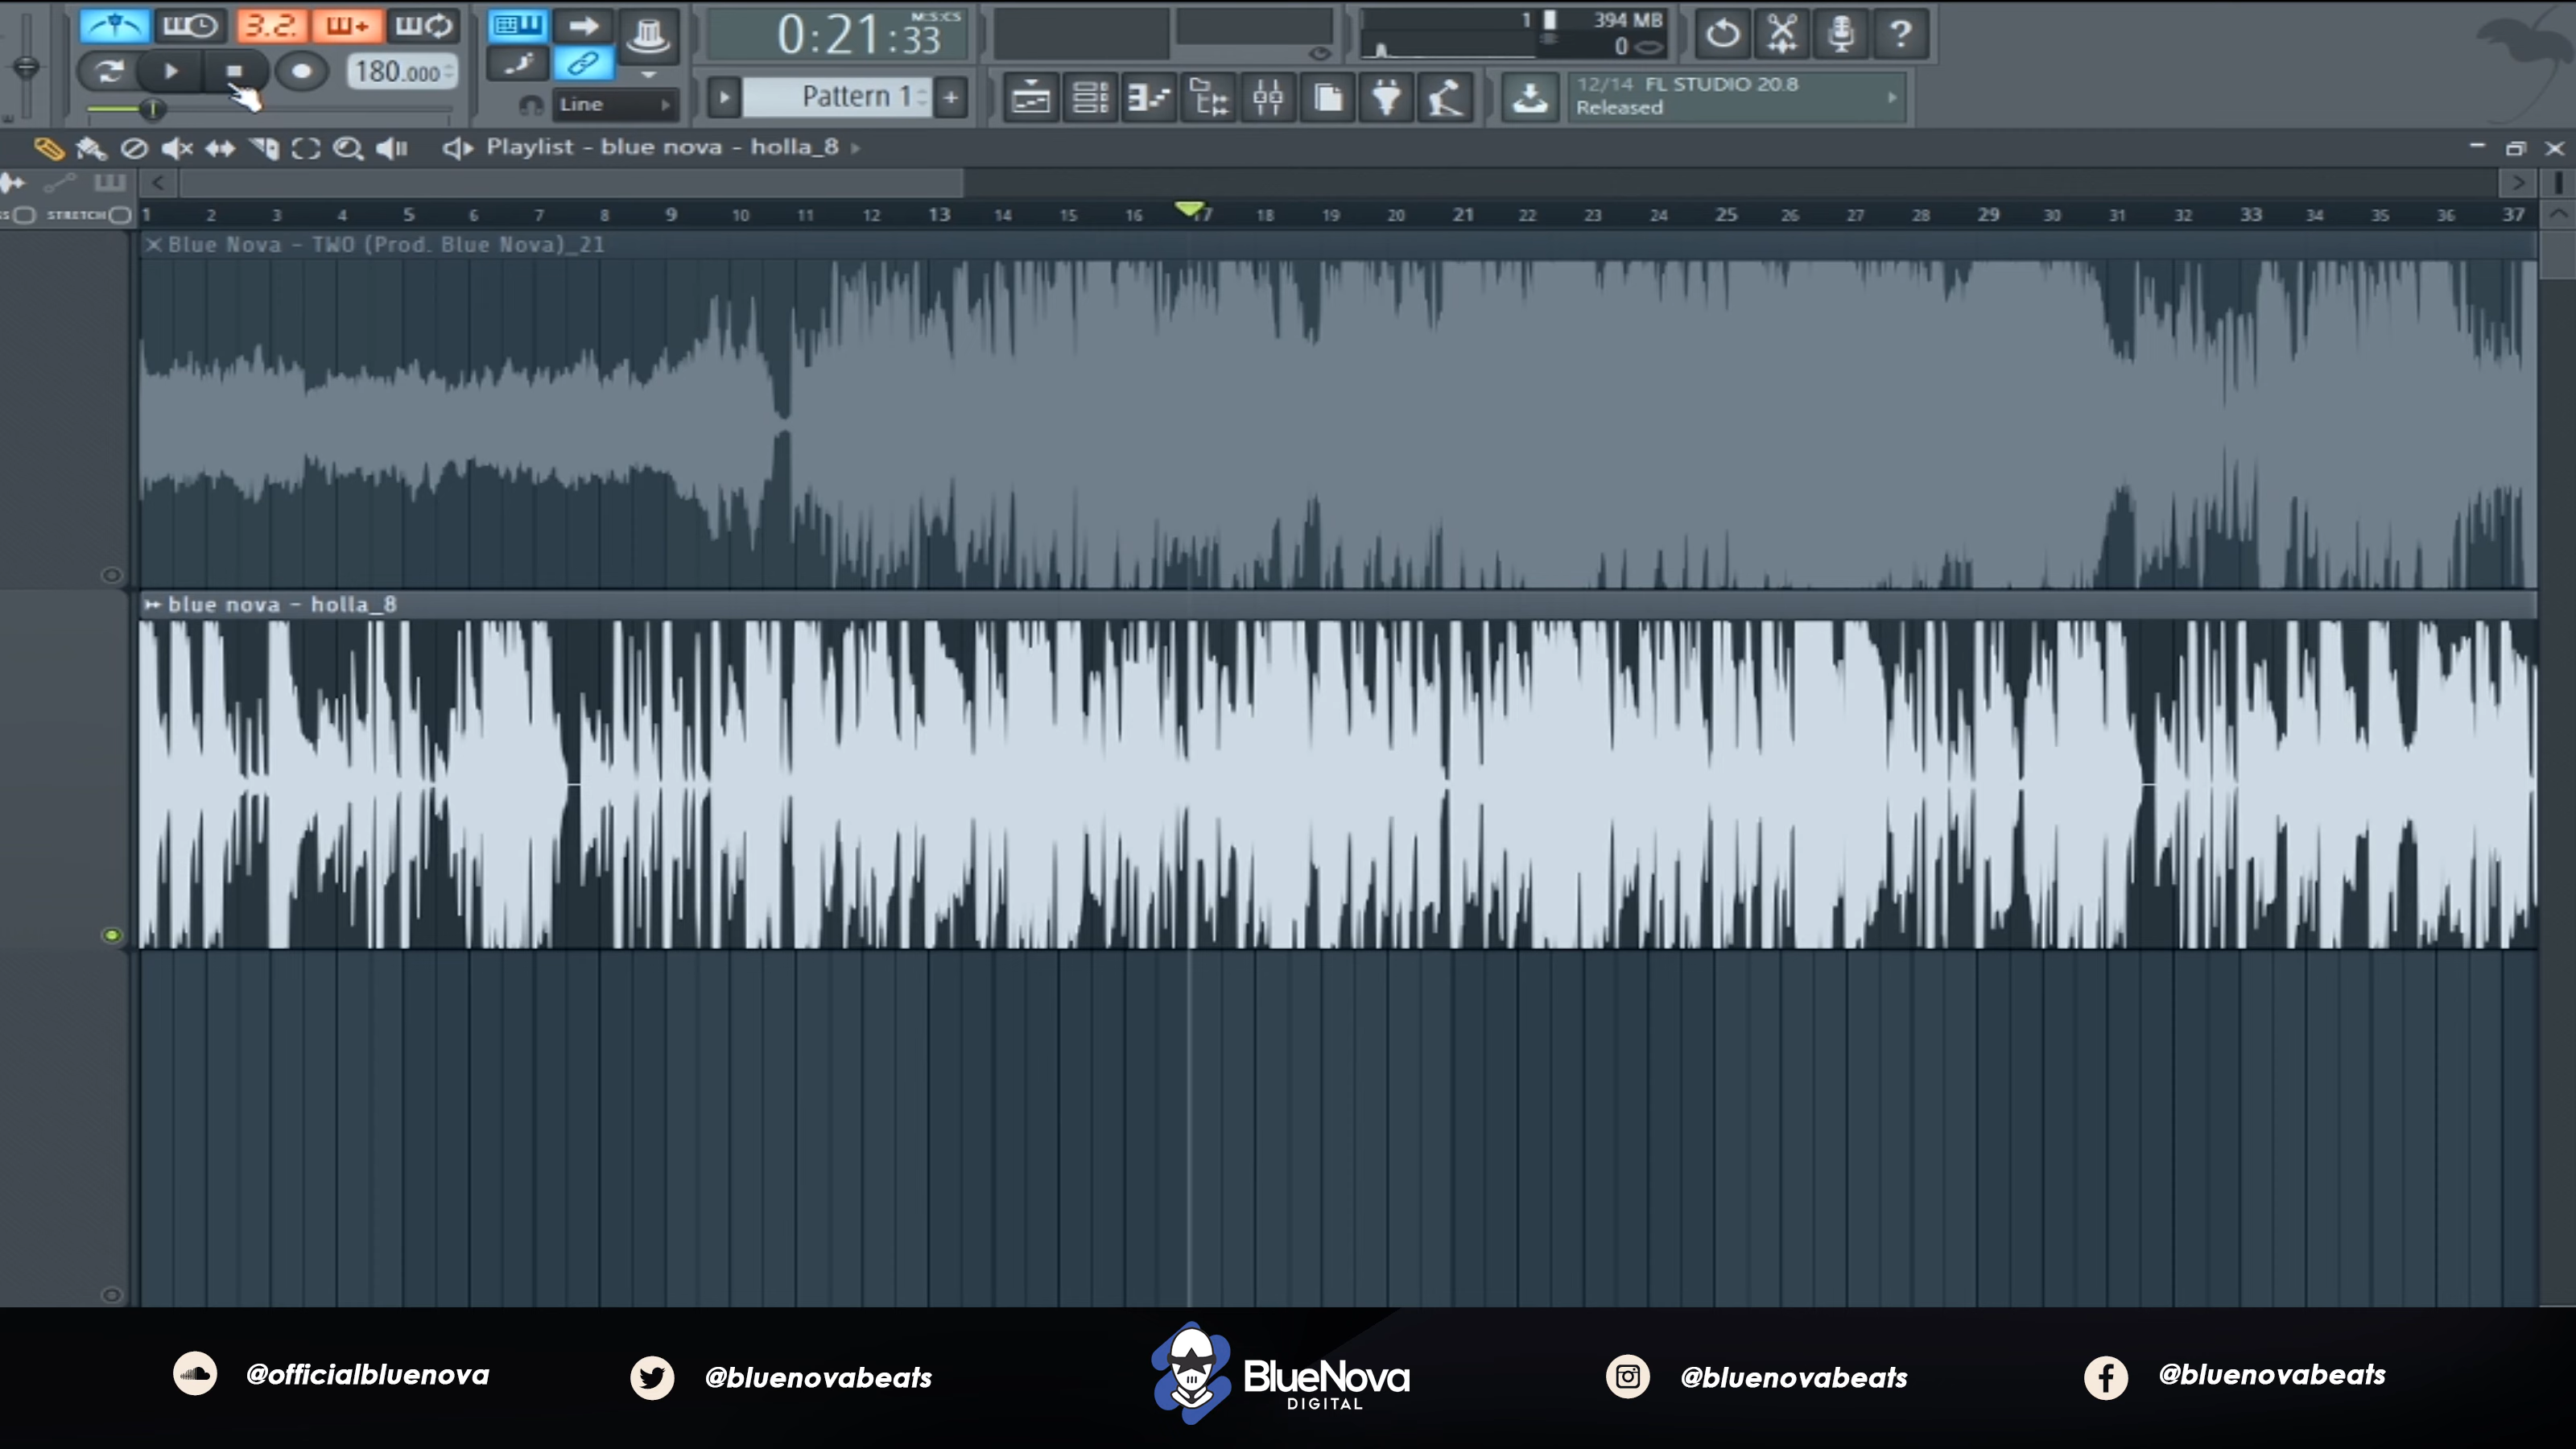 3.2.
180.000
Line
0:21:33
M:S:CS
Pattern 1
+
1
394 MB
0
?
12/14 FL STUDIO 20.8
Released
Playlist - blue nova - holla_8
STRETCH
1 2 3 4 5 6 7 8 9 10 11 12 13 14 15 16 17 18 19 20 21 22 23 24 25 26 27 28 29 30 31 32 33 34 35 36 37
Blue Nova - TWO (Prod. Blue Nova)_21
blue nova - holla_8
@officialbluenova
@bluenovabeats
BlueNova
DIGITAL
@bluenovabeats
@bluenovabeats